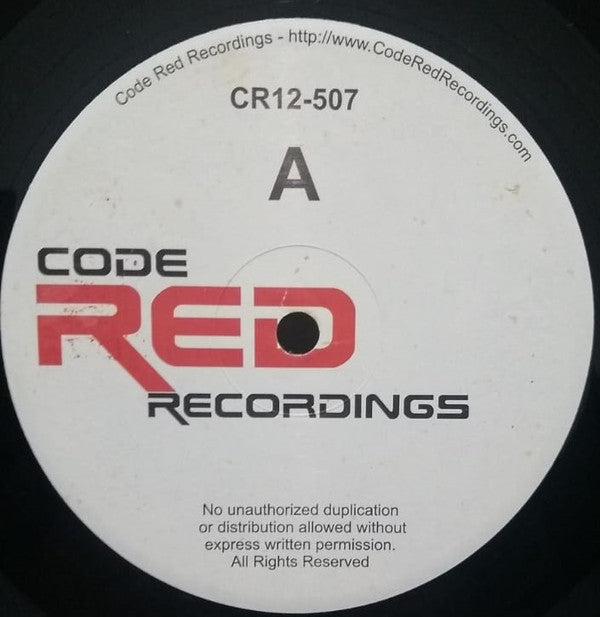 Code Red Recordings - http://www.CodeRedRecordings.com
CR12-507
A
CODE
RED
RECORDINGS
No unauthorized duplication
or distribution allowed without
express written permission.
All Rights Reserved